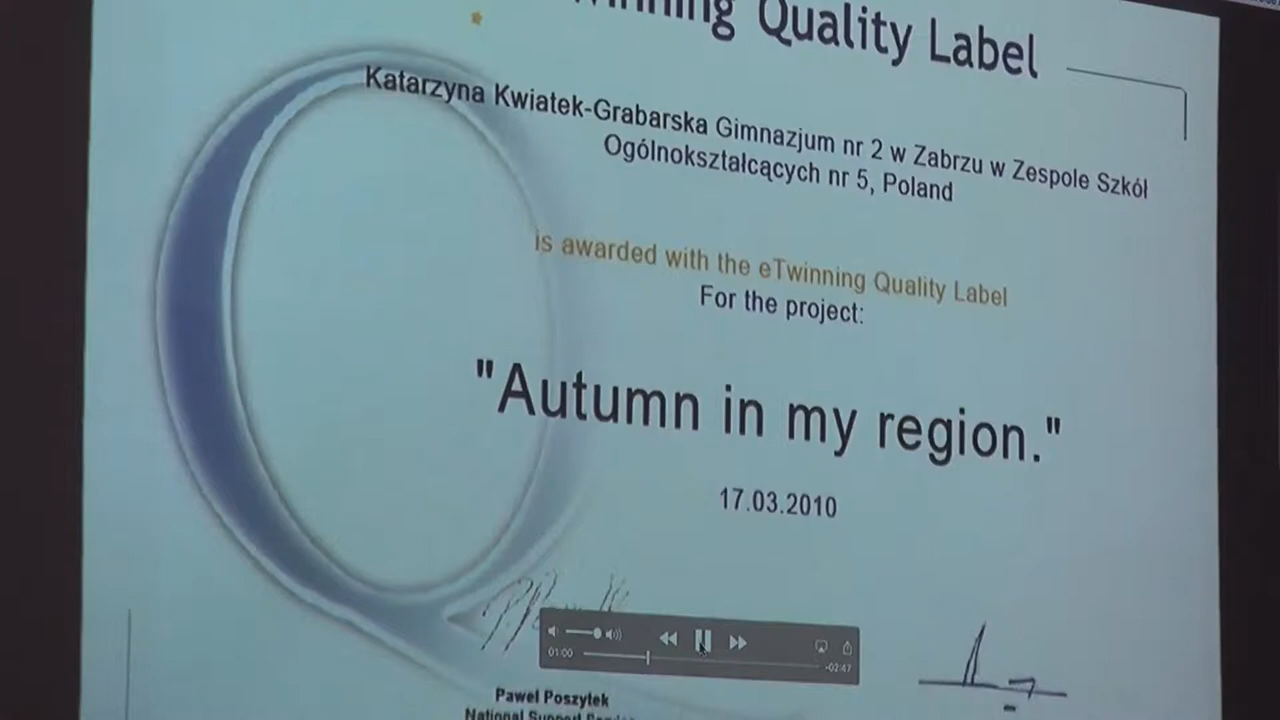 Quality Label
Katarzyna Kwiatek-Grabarska Gimnazjum nr 2 w Zabrzu w Zespole Szkół
Ogólnokształcących nr 5, Poland
is awarded with the eTwinning Quality Label
For the project:
"Autumn in my region."
17.03.2010
01:00
-02:47
Pawel Poszytek
National Support